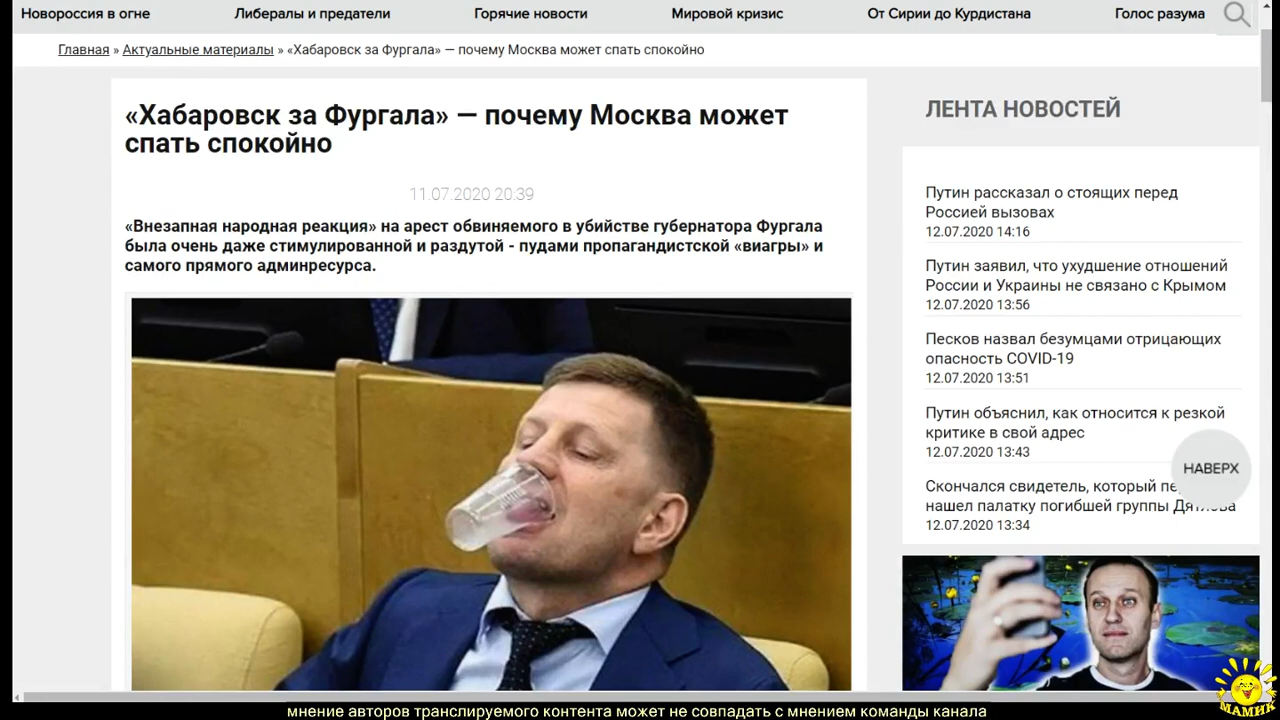 Новороссия в огне
Либералы и предатели
Горячие новости
Мировой кризис
От Сирии до Курдистана
Голос разума
Главная » Актуальные материалы » «Хабаровск за Фургала» — почему Москва может спать спокойно
«Хабаровск за Фургала» — почему Москва может
спать спокойно
11.07.2020 20:39
«Внезапная народная реакция» на арест обвиняемого в убийстве губернатора Фургала
была очень даже стимулированной и раздутой - пудами пропагандистской «виагры» и
самого прямого админресурса.
ЛЕНТА НОВОСТЕЙ
Путин рассказал о стоящих перед
Россией вызовах
12.07.2020 14:16
Путин заявил, что ухудшение отношений
России и Украины не связано с Крымом
12.07.2020 13:56
Песков назвал безумцами отрицающих
опасность COVID-19
12.07.2020 13:51
Путин объяснил, как относится к резкой
критике в свой адрес
12.07.2020 13:43
Скончался свидетель, который
нашел палатку погибшей группы Дятлова
12.07.2020 13:34
НАВЕРХ
МАМИК
мнение авторов транслируемого контента может не совпадать с мнением команды канала